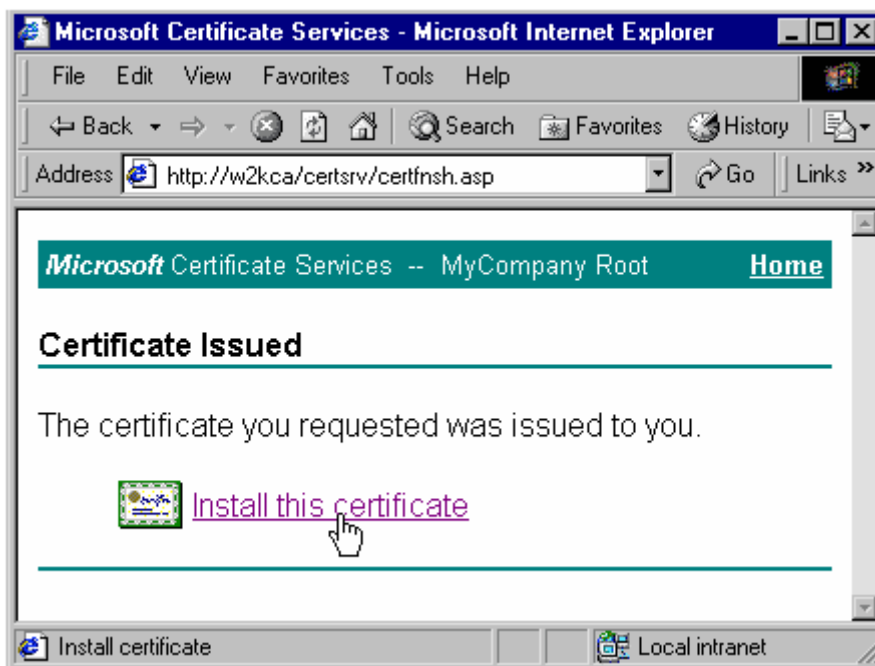 Microsoft Certificate Services - Microsoft Internet Explorer
File Edit View Favorites Tools Help
Back Search Favorites History
Address http://w2kca/certsrv/certfnsh.asp Go Links »
Microsoft Certificate Services -- MyCompany Root Home
Certificate Issued
The certificate you requested was issued to you.
Install this certificate
Install certificate Local intranet